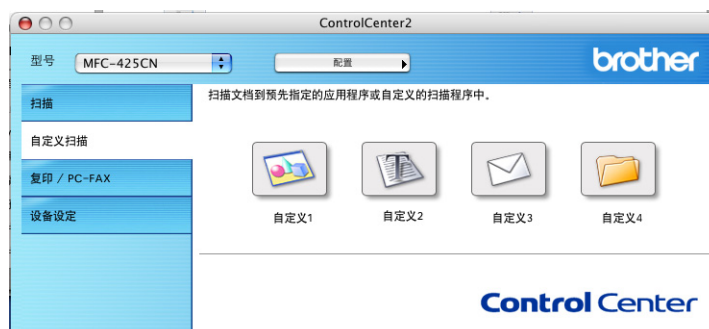 ControlCenter2
型号 MFC-425CN 配置 brother
扫描
扫描文档到预先指定的应用程序或自定义的扫描程序中。
自定义扫描
复印 / PC-FAX
设备设定
T
自定义1 自定义2 自定义3 自定义4
Control Center